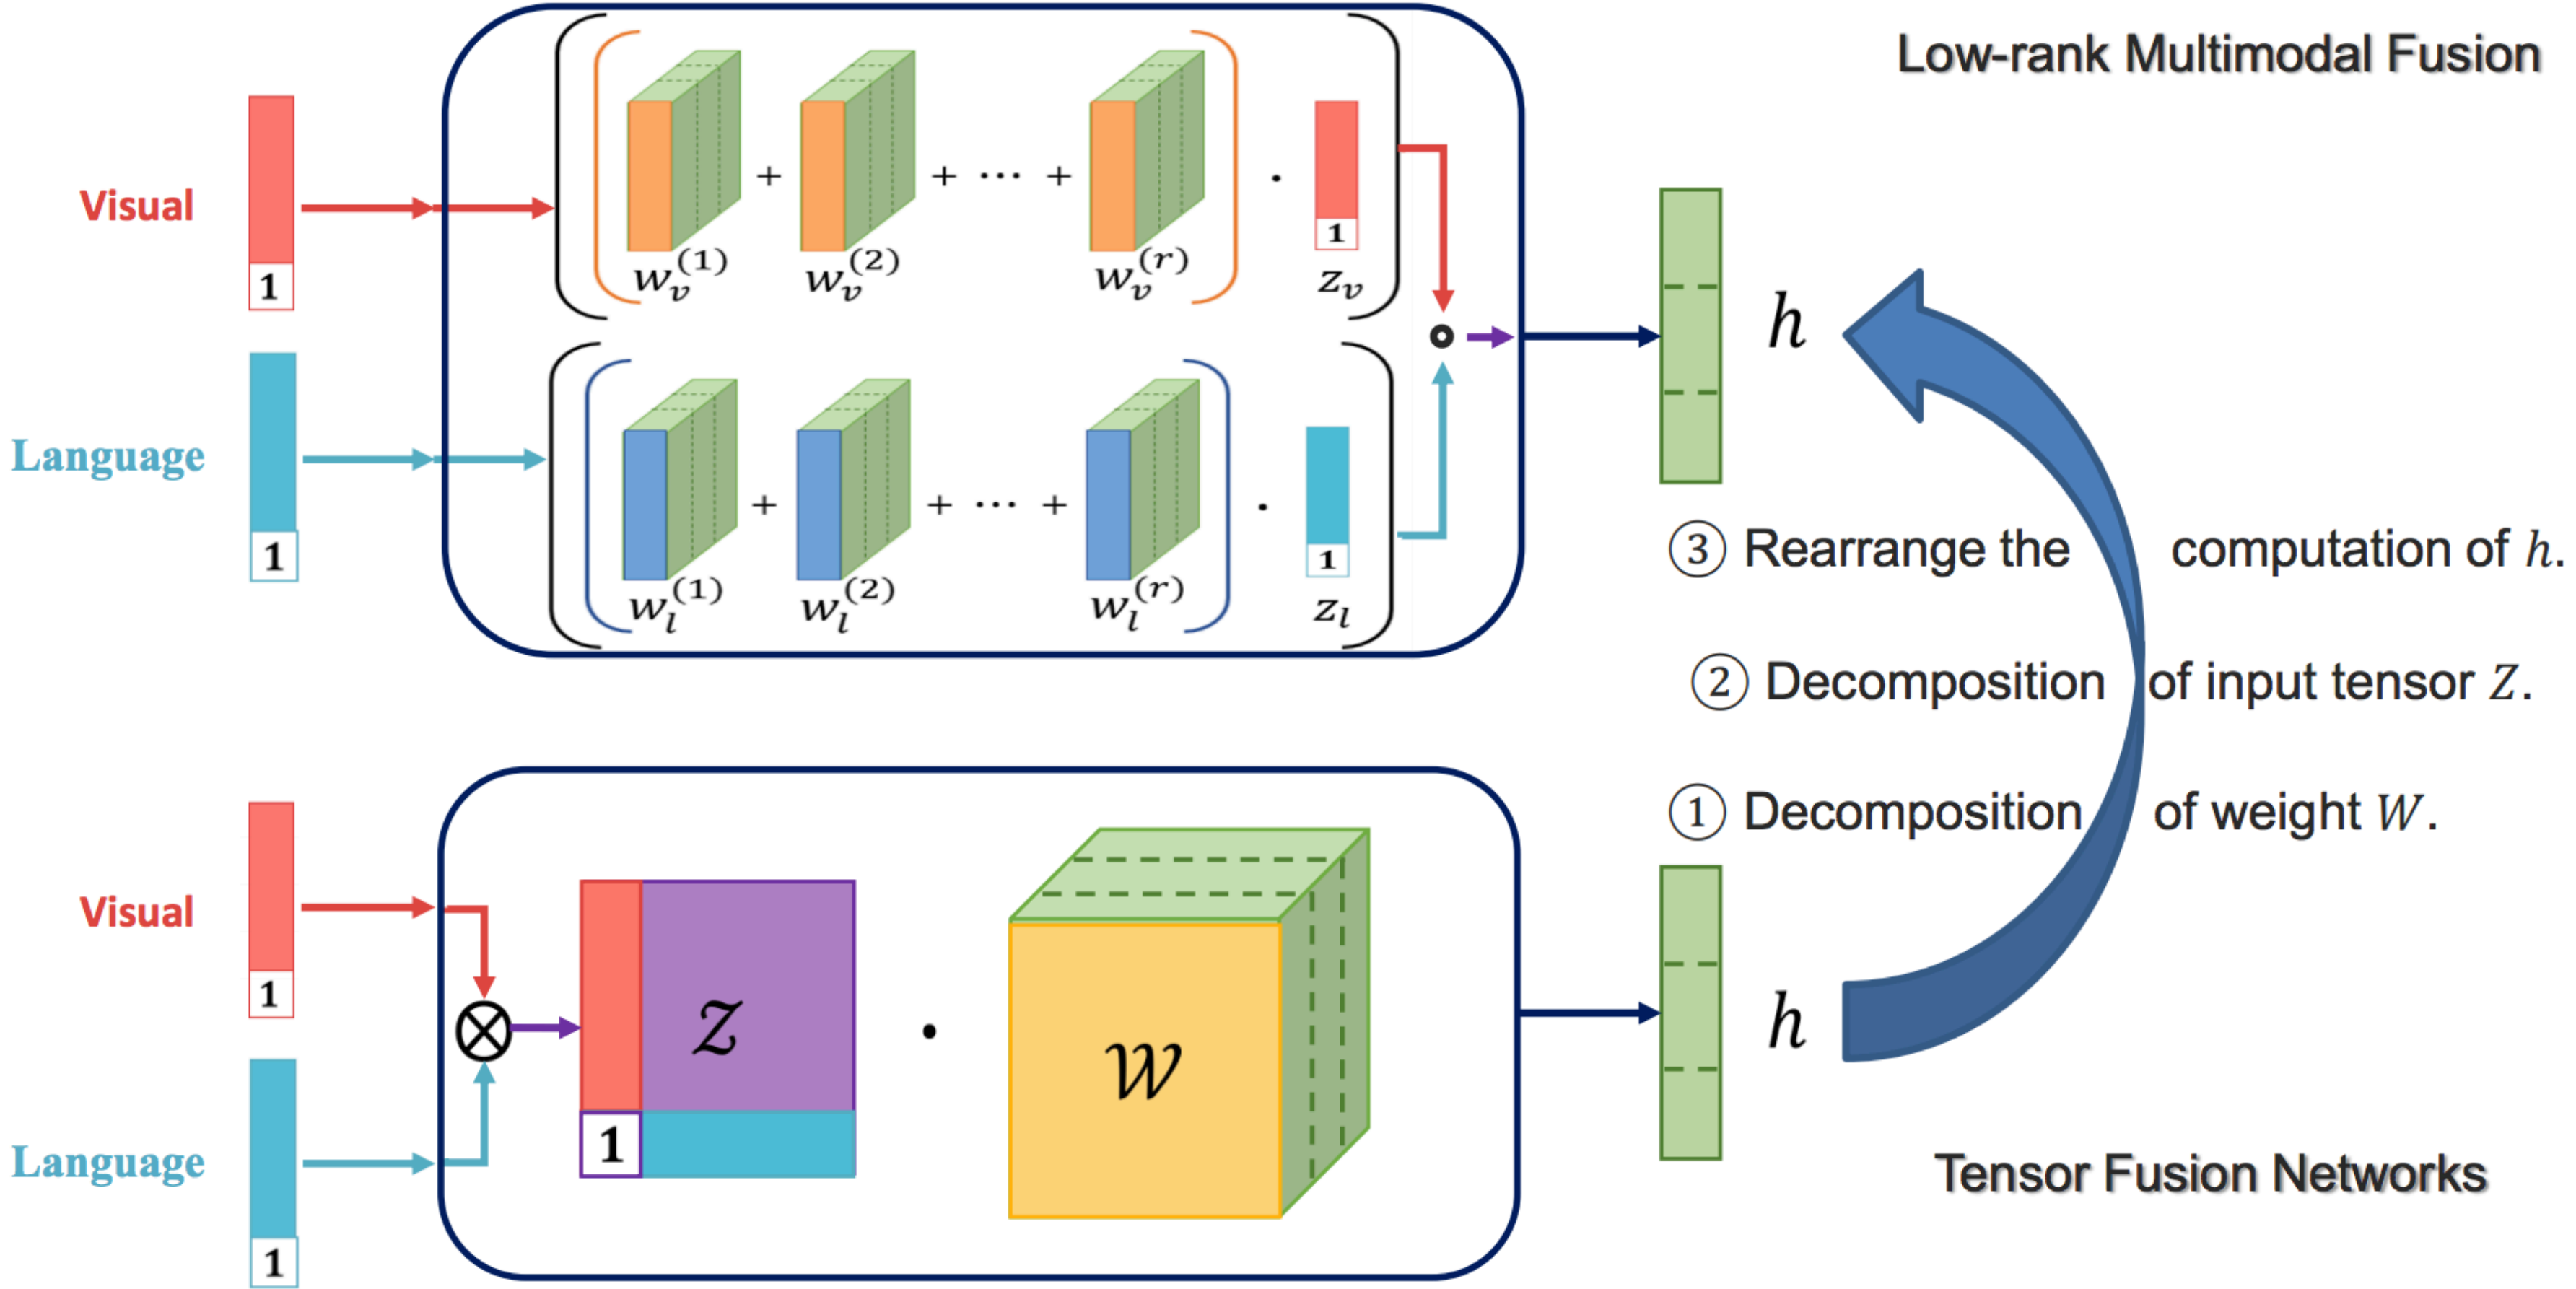 Low-rank Multimodal Fusion
Visual
1
w_v^(1) + w_v^(2) + ⋯ + w_v^(r) · 1
z_v
Language
1
w_l^(1) + w_l^(2) + ⋯ + w_l^(r) · 1
z_l
h
③ Rearrange the computation of h.
② Decomposition of input tensor Z.
① Decomposition of weight W.
Visual
1
Language
1
𝒵
1
·
𝒲
h
Tensor Fusion Networks